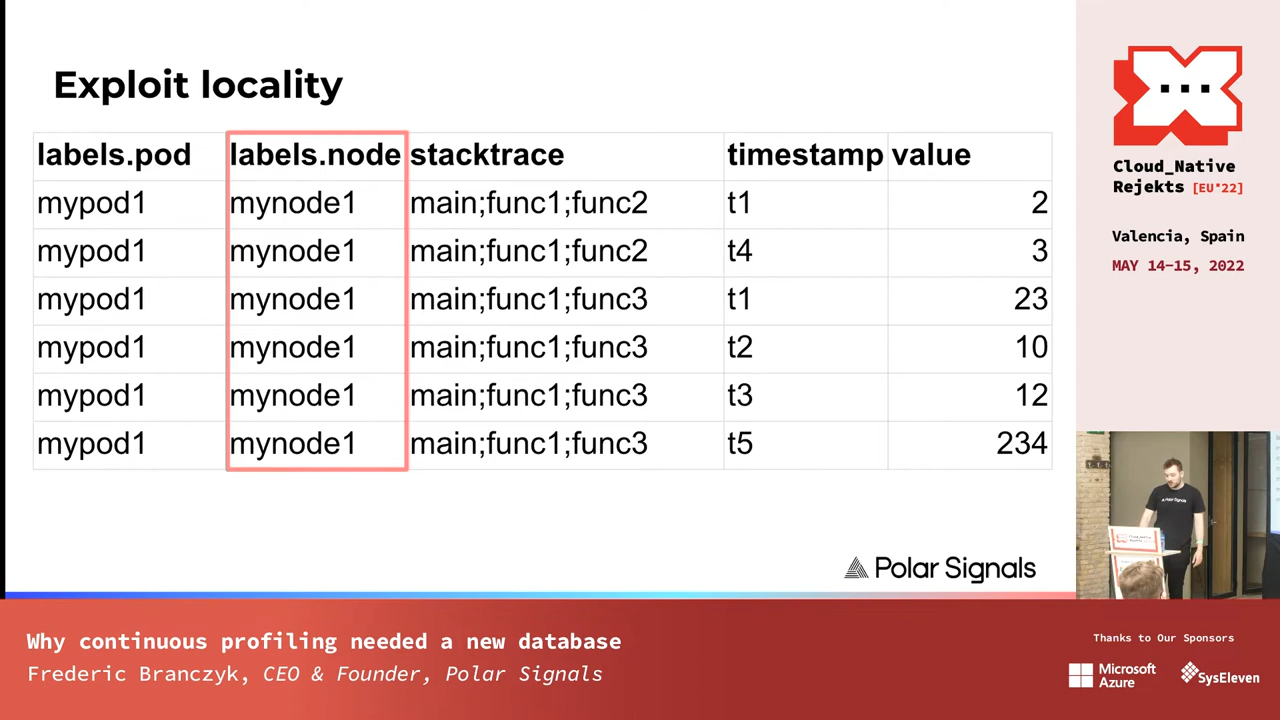 Exploit locality
labels.pod labels.node stacktrace timestamp value
mypod1 mynode1 main;func1;func2 t1 2
mypod1 mynode1 main;func1;func2 t4 3
mypod1 mynode1 main;func1;func3 t1 23
mypod1 mynode1 main;func1;func3 t2 10
mypod1 mynode1 main;func1;func3 t3 12
mypod1 mynode1 main;func1;func3 t5 234
Polar Signals
Cloud_Native
Rejekts [EU*22]
Valencia, Spain
MAY 14-15, 2022
Polar Signals
Why continuous profiling needed a new database
Frederic Branczyk, CEO & Founder, Polar Signals
Thanks to Our Sponsors
Microsoft
Azure
SysEleven